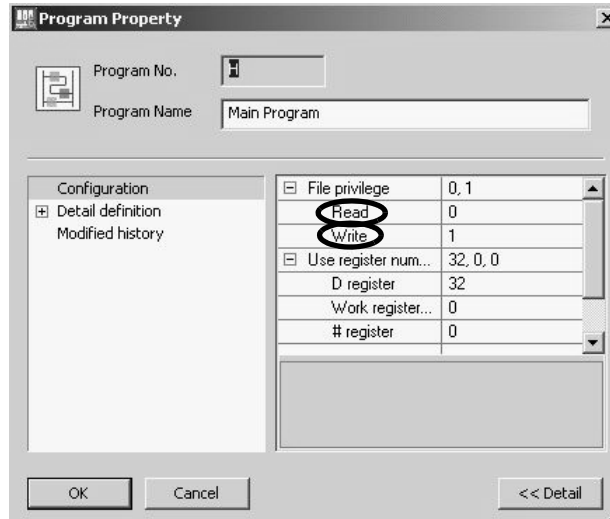 Program Property
Program No. H
Program Name Main Program
Configuration
Detail definition
Modified history
File privilege 0, 1
Read 0
Write 1
Use register num... 32, 0, 0
D register 32
Work register... 0
# register 0
OK Cancel << Detail